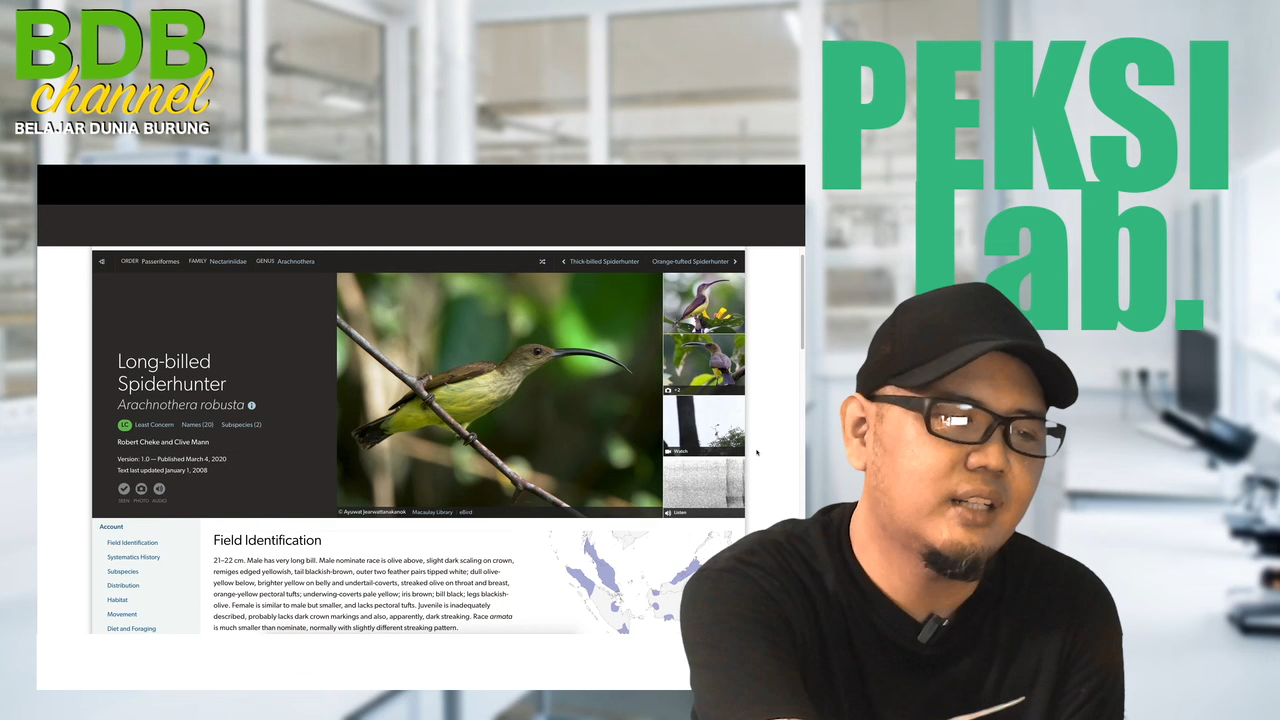 BDB
channel
BELAJAR DUNIA BURUNG
PEKSI
Lab.
ORDER Passeriformes FAMILY Nectariniidae GENUS Arachnothera
Thick-billed Spiderhunter Orange-tufted Spiderhunter
Long-billed
Spiderhunter
Arachnothera robusta
LC Least Concern Names (20) Subspecies (2)
Robert Cheke and Clive Mann
Version: 1.0 — Published March 4, 2020
Text last updated January 1, 2008
SEEN PHOTO AUDIO
+2
Watch
Listen
© Ayuwat Jearwattanakanok Macaulay Library eBird
Account
Field Identification
Systematics History
Subspecies
Distribution
Habitat
Movement
Diet and Foraging
Field Identification
21–22 cm. Male has very long bill. Male nominate race is olive above, slight dark scaling on crown,
remiges edged yellowish, tail blackish-brown, outer two feather pairs tipped white; dull olive-
yellow below, brighter yellow on belly and undertail-coverts, streaked olive on throat and breast,
orange-yellow pectoral tufts; underwing-coverts pale yellow; iris brown; bill black; legs blackish-
olive. Female is similar to male but smaller, and lacks pectoral tufts. Juvenile is inadequately
described, probably lacks dark crown markings and also, apparently, dark streaking. Race armata
is much smaller than nominate, normally with slightly different streaking pattern.